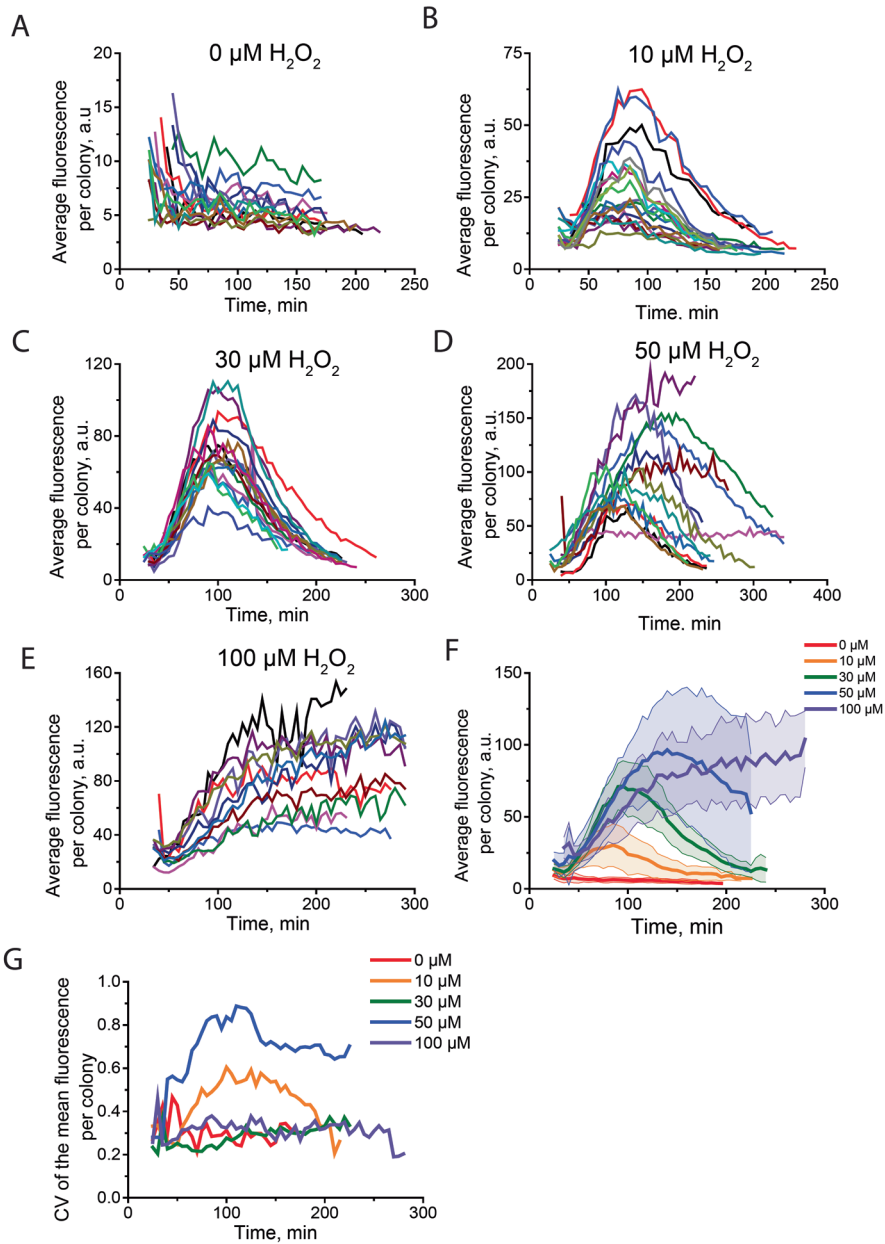 A
0 µM H2O2
20
15
10
5
0
Average fluorescence
per colony, a.u
0 50 100 150 200 250
Time, min
B
10 µM H2O2
75
50
25
0
Average fluorescence
per colony, a.u.
0 50 100 150 200 250
Time. min
C
30 µM H2O2
120
80
40
0
Average fluorescence
per colony, a.u.
0 100 200 300
Time, min
D
50 µM H2O2
200
150
100
50
0
Average fluorescence
per colony, a.u.
0 100 200 300 400
Time. min
E
100 µM H2O2
160
120
80
40
0
Average fluorescence
per colony, a.u.
0 100 200 300
Time, min
F
0 µM
10 µM
30 µM
50 µM
100 µM
150
100
50
0
Average fluorescence
per colony, a.u.
0 100 200 300
Time, min
G
0 µM
10 µM
30 µM
50 µM
100 µM
1.0
0.8
0.6
0.4
0.2
0.0
CV of the mean fluorescence
per colony
0 100 200 300
Time, min